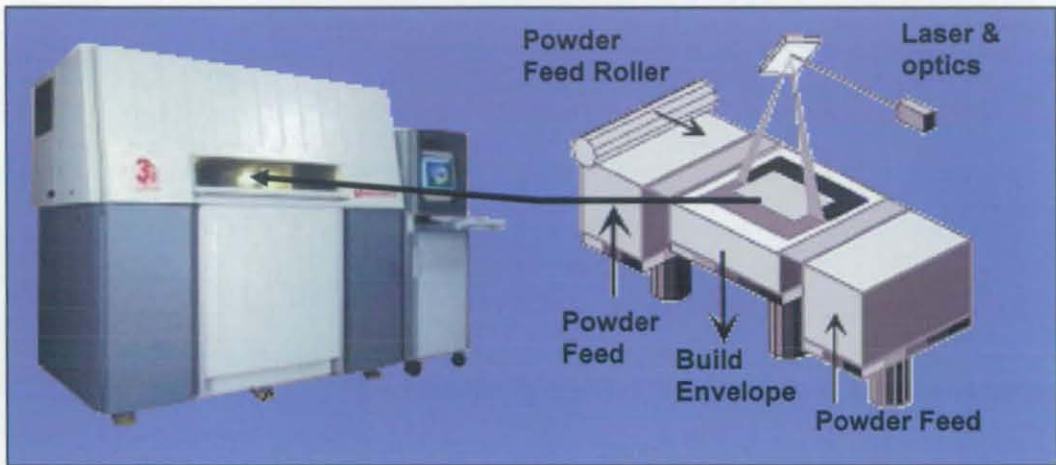 Powder
Feed Roller
Laser &
optics
Powder
Feed
Build
Envelope
Powder Feed